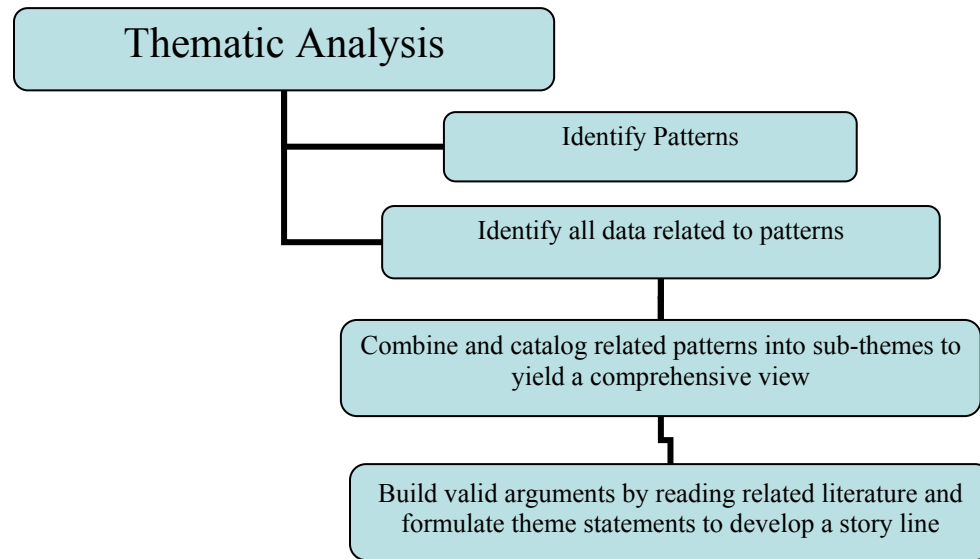 Thematic Analysis
Identify Patterns
Identify all data related to patterns
Combine and catalog related patterns into sub-themes to
yield a comprehensive view
Build valid arguments by reading related literature and
formulate theme statements to develop a story line